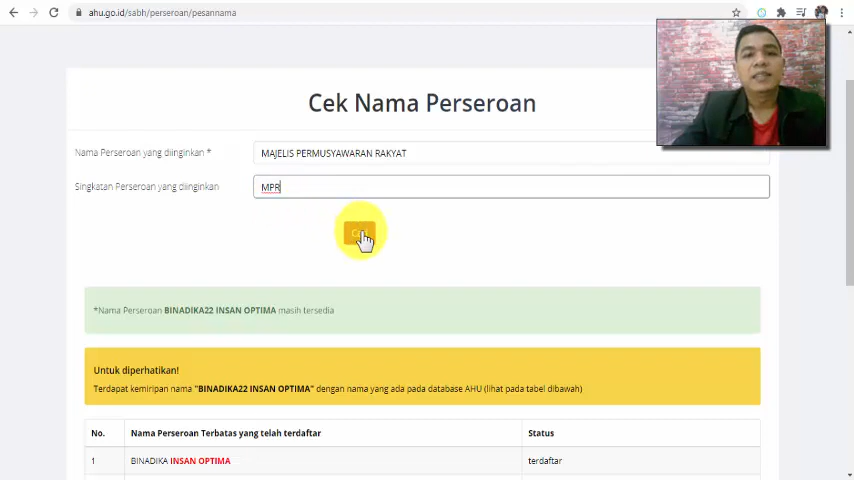 ahu.go.id/sabh/perseroan/pesannama
Cek Nama Perseroan
Nama Perseroan yang diinginkan *
MAJELIS PERMUSYAWARAN RAKYAT
Singkatan Perseroan yang diinginkan
MPR
*Nama Perseroan BINADIKA22 INSAN OPTIMA masih tersedia
Untuk diperhatikan!
Terdapat kemiripan nama "BINADIKA22 INSAN OPTIMA" dengan nama yang ada pada database AHU (lihat pada tabel dibawah)
No. Nama Perseroan Terbatas yang telah terdaftar Status
1 BINADIKA INSAN OPTIMA terdaftar